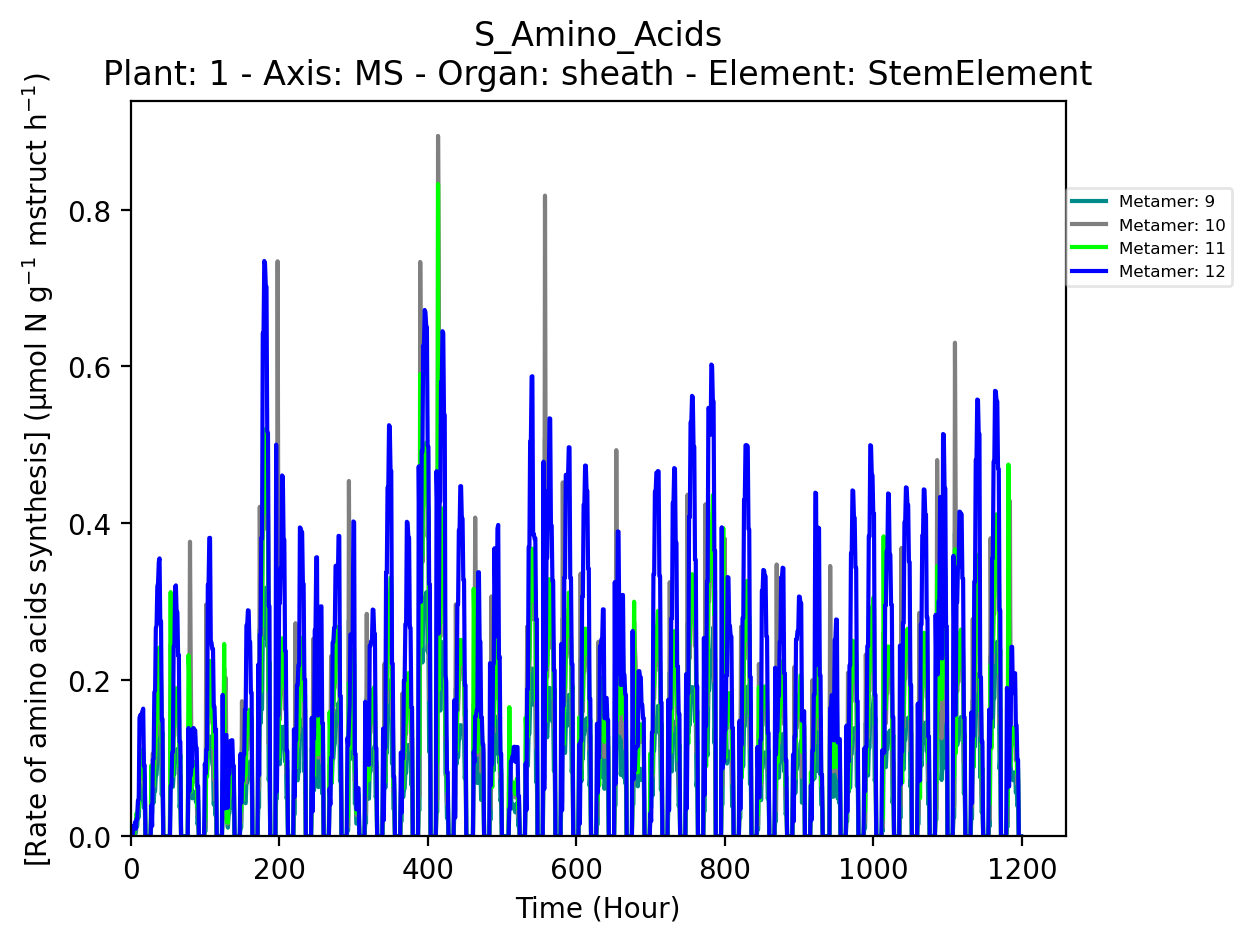 S_Amino_Acids
Plant: 1 - Axis: MS - Organ: sheath - Element: StemElement
[Rate of amino acids synthesis] (µmol N g⁻¹ mstruct h⁻¹)
0.8
0.6
0.4
0.2
0.0
0 200 400 600 800 1000 1200
Time (Hour)
Metamer: 9
Metamer: 10
Metamer: 11
Metamer: 12